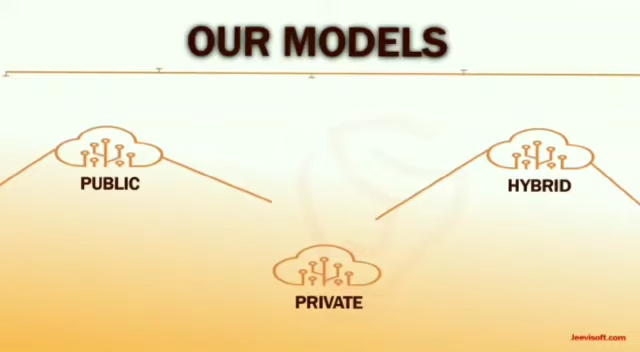 OUR MODELS
PUBLIC
HYBRID
PRIVATE
Jeevisoft.com